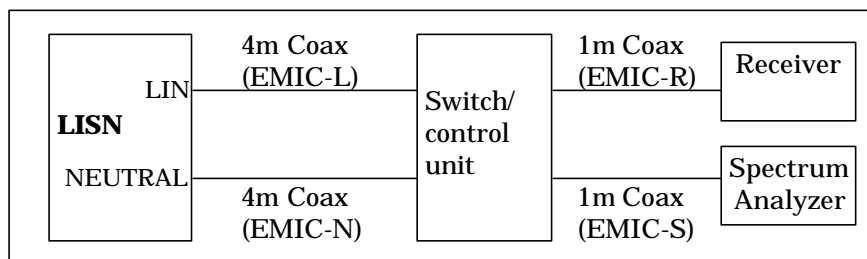 4m Coax
(EMIC-L)
1m Coax
(EMIC-R)
Receiver
LIN
LISN
Switch/
control
unit
NEUTRAL
4m Coax
(EMIC-N)
1m Coax
(EMIC-S)
Spectrum
Analyzer